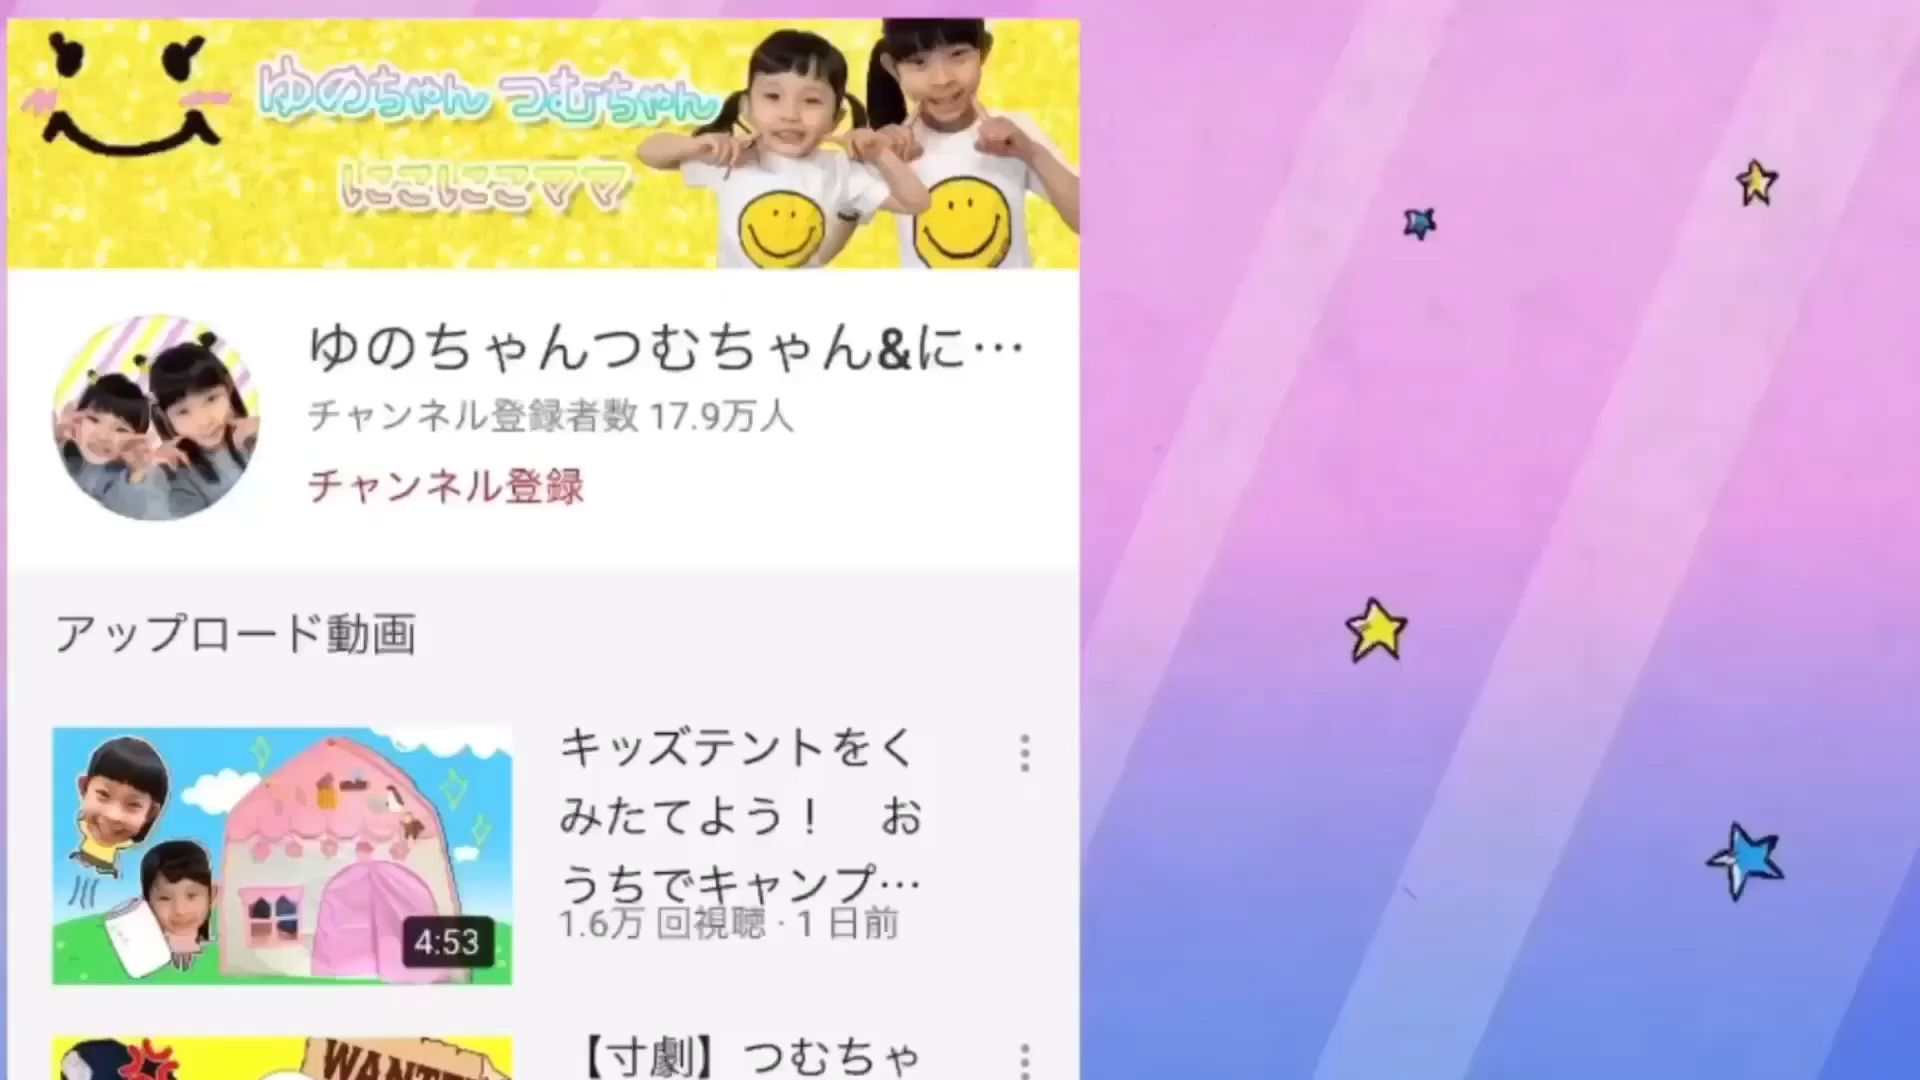 ゆのちゃん つむちゃん
にこにこママ
ゆのちゃんつむちゃん&に…
チャンネル登録者数 17.9万人
チャンネル登録
アップロード動画
キッズテントをく
みたてよう！　お
うちでキャンプ…
1.6万 回視聴・1 日前
4:53
【寸劇】つむちゃ
WANTED